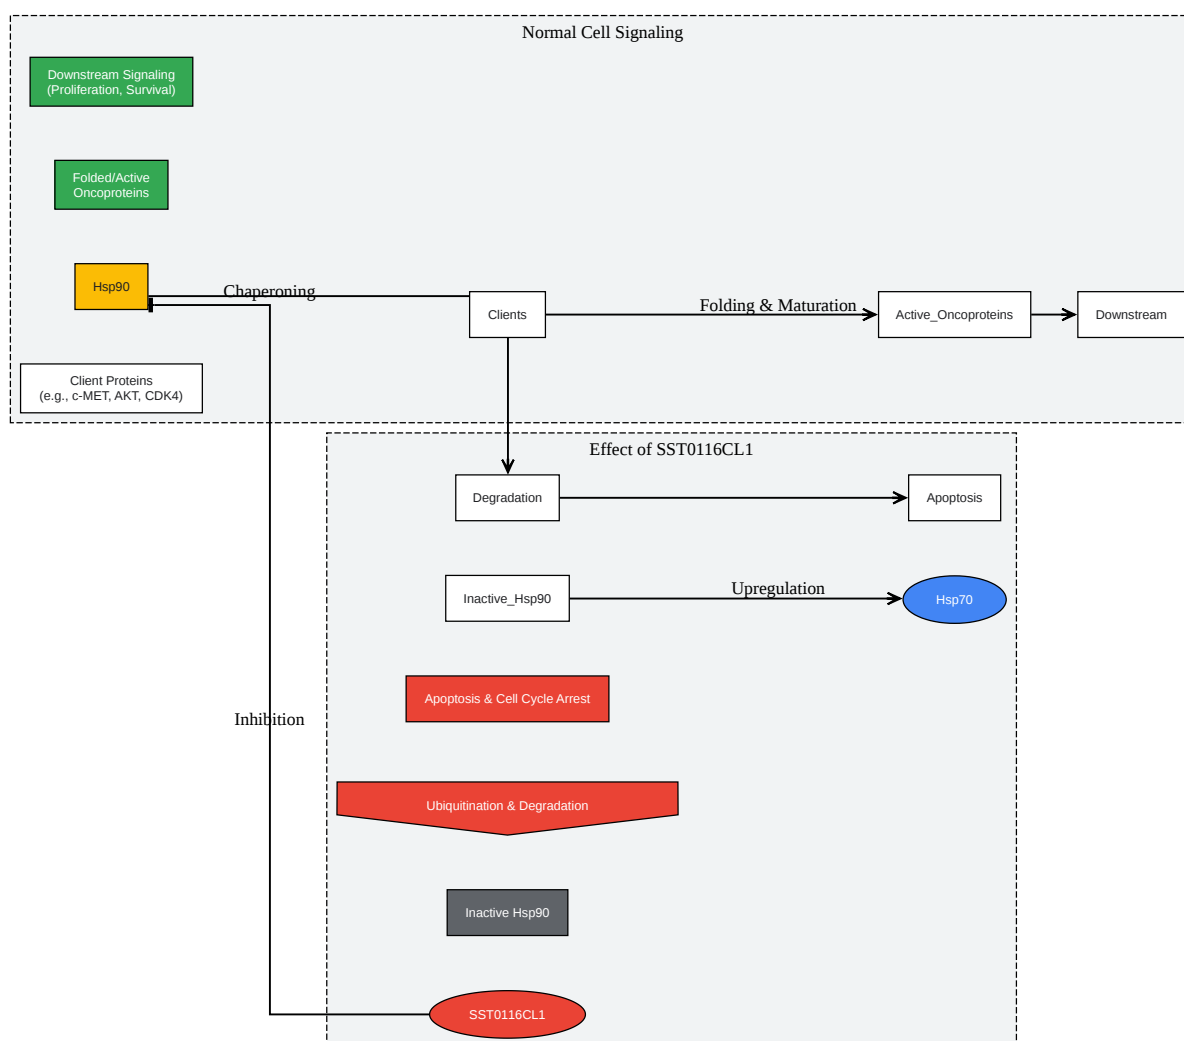 Normal Cell Signaling
Downstream Signaling
(Proliferation, Survival)
Folded/Active
Oncoproteins
Hsp90
Chaperoning
Clients
Folding & Maturation
Active_Oncoproteins
Downstream
Client Proteins
(e.g., c-MET, AKT, CDK4)
Effect of SST0116CL1
Degradation
Apoptosis
Inactive_Hsp90
Upregulation
Hsp70
Apoptosis & Cell Cycle Arrest
Inhibition
Ubiquitination & Degradation
Inactive Hsp90
SST0116CL1